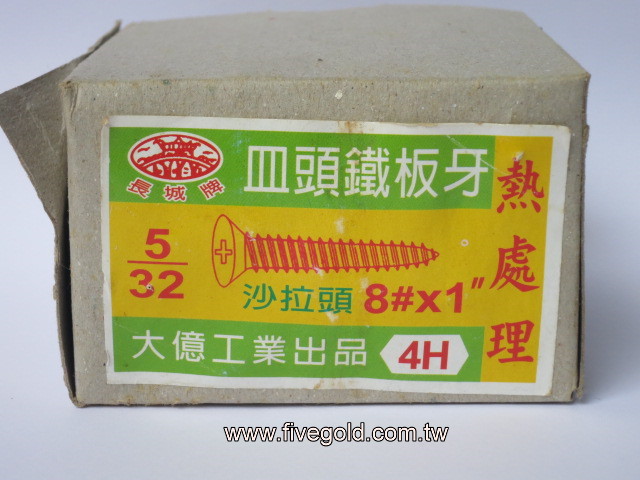 長城牌
皿頭鐵板牙
5/32
沙拉頭 8#x1"
大億工業出品 4H
熱處理
www.fivegold.com.tw